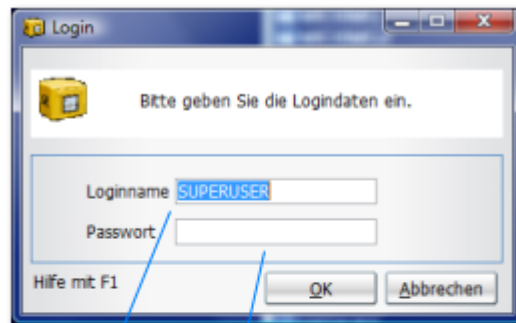 Login
Bitte geben Sie die Logindaten ein.
Loginname SUPERUSER
Passwort
Hilfe mit F1 OK Abbrechen